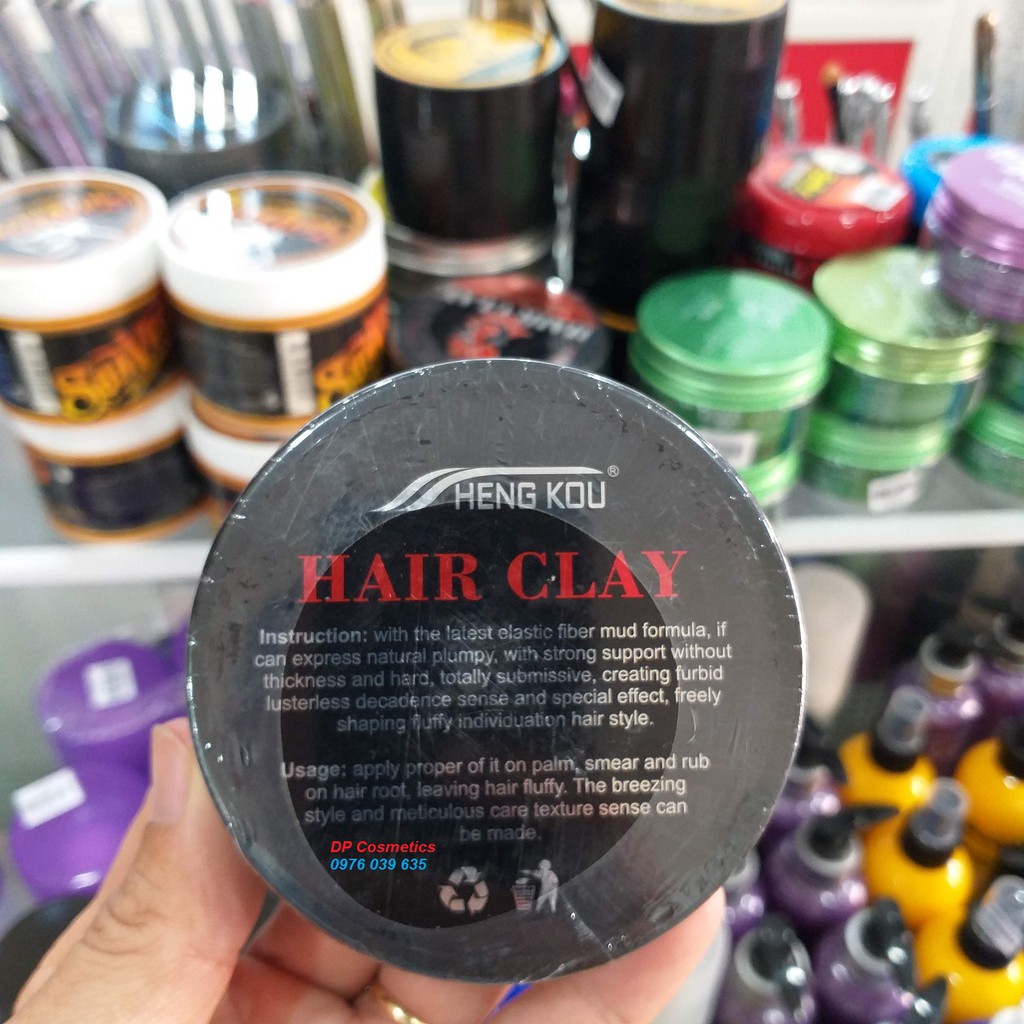 HENG KOU®
HAIR CLAY
Instruction: with the latest elastic fiber mud formula, if
can express natural plumpy, with strong support without
thickness and hard, totally submissive, creating furbid
lusterless decadence sense and special effect, freely
shaping fluffy individuation hair style.
Usage: apply proper of it on palm, smear and rub
on hair root, leaving hair fluffy. The breezing
style and meticulous care texture sense can
be made.
DP Cosmetics
0976 039 635